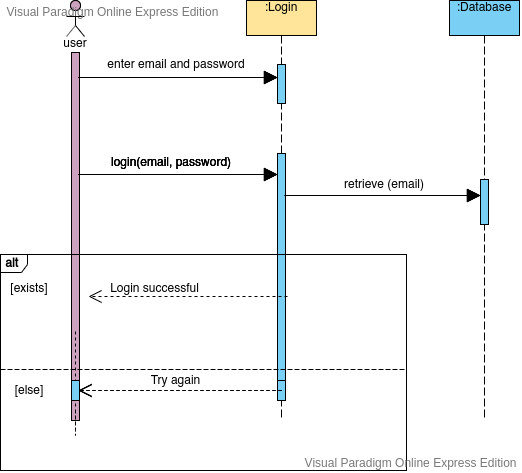 Visual Paradigm Online Express Edition
:Login
:Database
user
enter email and password
login(email, password)
retrieve (email)
alt
[exists]
Login successful
Try again
[else]
Visual Paradigm Online Express Edition